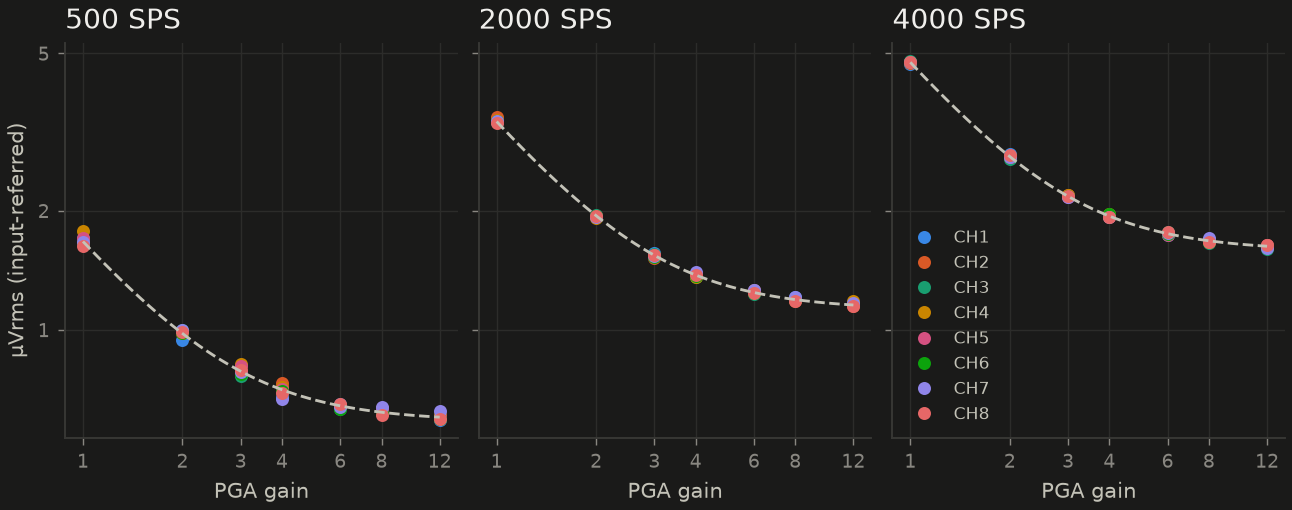 500 SPS
2000 SPS
4000 SPS
µVrms (input-referred)
5
2
1
CH1
CH2
CH3
CH4
CH5
CH6
CH7
CH8
1 2 3 4 6 8 12
1 2 3 4 6 8 12
1 2 3 4 6 8 12
PGA gain
PGA gain
PGA gain